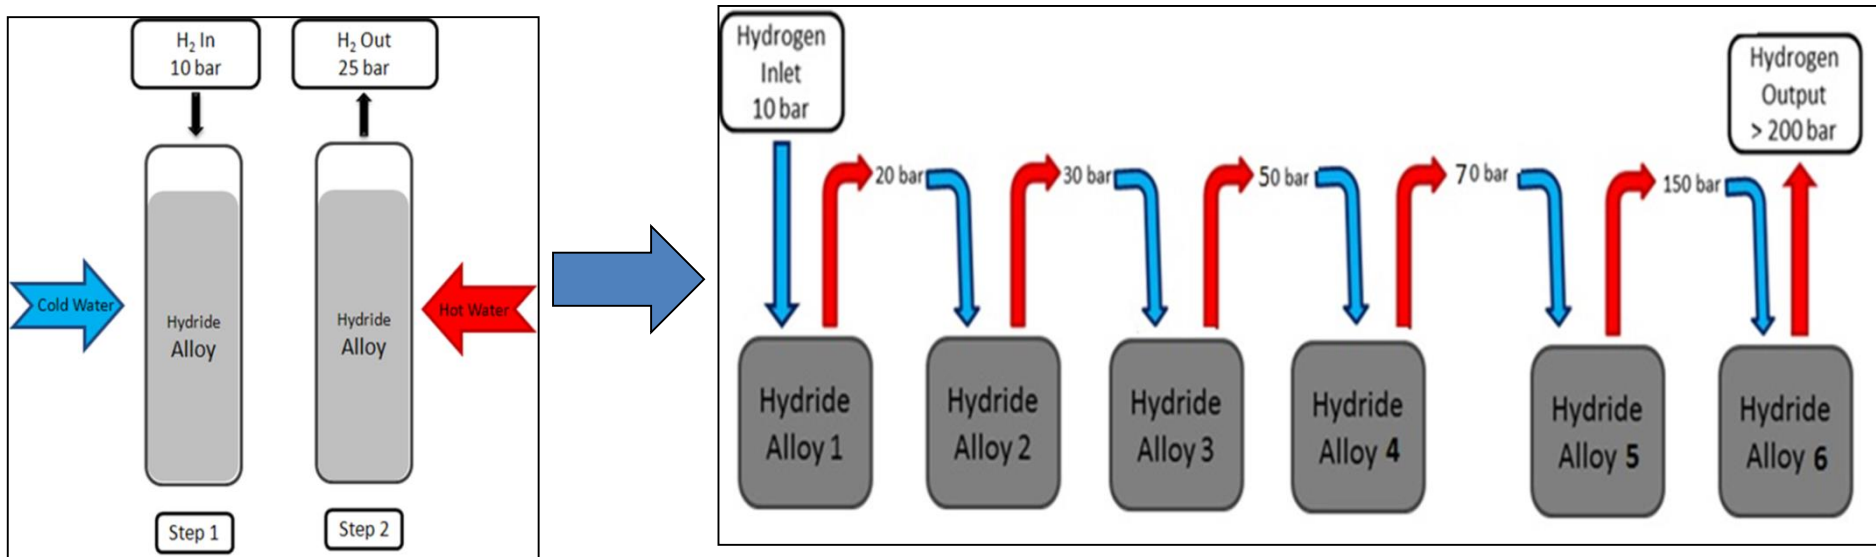 H₂ In
10 bar
H₂ Out
25 bar
Cold Water
Hydride
Alloy
Hydride
Alloy
Hot Water
Step 1
Step 2
Hydrogen
Inlet
10 bar
20 bar
30 bar
50 bar
70 bar
150 bar
Hydrogen
Output
> 200 bar
Hydride
Alloy 1
Hydride
Alloy 2
Hydride
Alloy 3
Hydride
Alloy 4
Hydride
Alloy 5
Hydride
Alloy 6